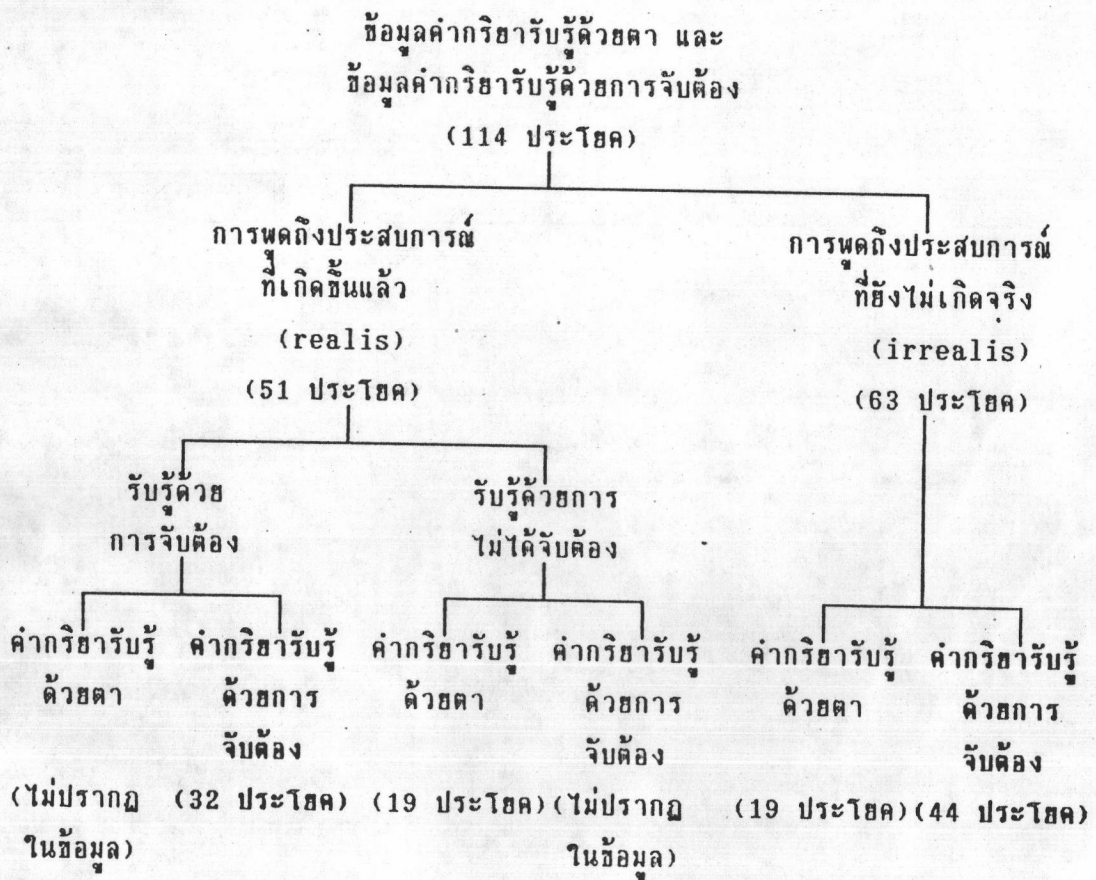 ข้อมูลคำกริยารับรู้ด้วยตา และ
ข้อมูลคำกริยารับรู้ด้วยการจับต้อง
(114 ประโยค)
การพูดถึงประสบการณ์
ที่เกิดขึ้นแล้ว
(realis)
(51 ประโยค)
การพูดถึงประสบการณ์
ที่ยังไม่เกิดจริง
(irrealis)
(63 ประโยค)
รับรู้ด้วย
การจับต้อง
รับรู้ด้วยการ
ไม่ได้จับต้อง
คำกริยารับรู้
ด้วยตา
(ไม่ปรากฏ
ในข้อมูล)
คำกริยารับรู้
ด้วยการ
จับต้อง
(32 ประโยค)
คำกริยารับรู้
ด้วยตา
(19 ประโยค)
คำกริยารับรู้
ด้วยการ
จับต้อง
(ไม่ปรากฏ
ในข้อมูล)
คำกริยารับรู้
ด้วยตา
(19 ประโยค)
คำกริยารับรู้
ด้วยการ
จับต้อง
(44 ประโยค)